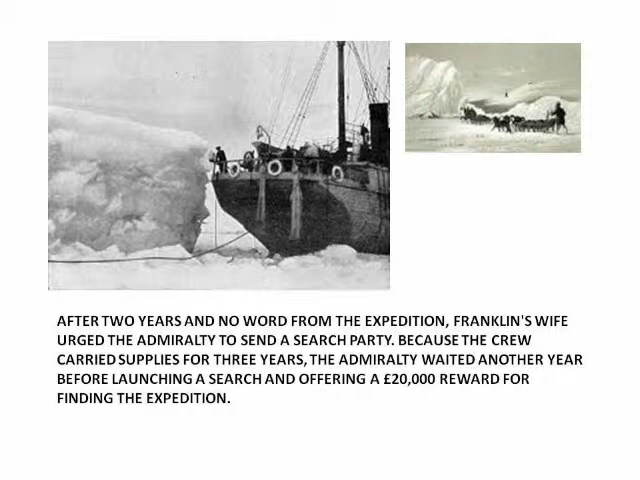 AFTER TWO YEARS AND NO WORD FROM THE EXPEDITION, FRANKLIN'S WIFE
URGED THE ADMIRALTY TO SEND A SEARCH PARTY. BECAUSE THE CREW
CARRIED SUPPLIES FOR THREE YEARS, THE ADMIRALTY WAITED ANOTHER YEAR
BEFORE LAUNCHING A SEARCH AND OFFERING A £20,000 REWARD FOR
FINDING THE EXPEDITION.